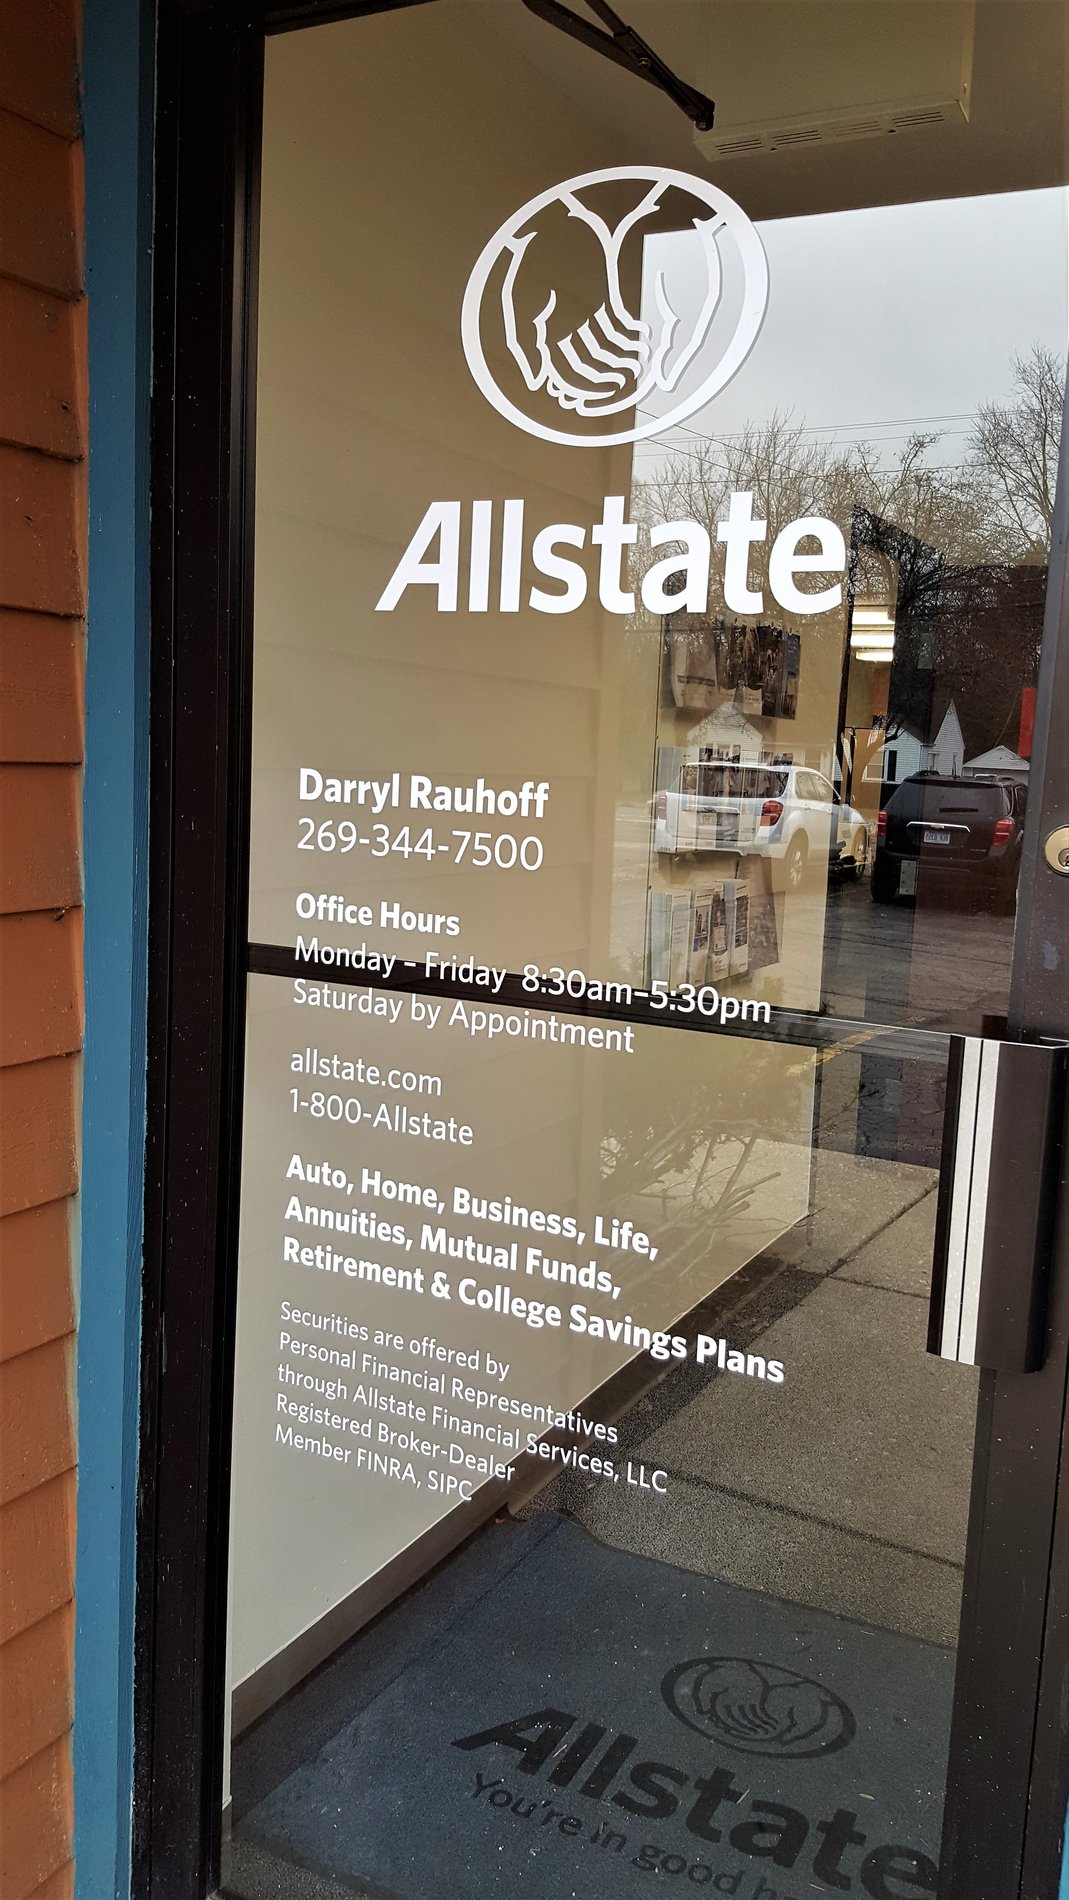 Allstate
Darryl Rauhoff
269-344-7500
Office Hours
Monday – Friday 8:30am–5:30pm
Saturday by Appointment
allstate.com
1-800-Allstate
Auto, Home, Business, Life,
Annuities, Mutual Funds,
Retirement & College Savings Plans
Securities are offered by
Personal Financial Representatives
through Allstate Financial Services, LLC
Registered Broker-Dealer
Member FINRA, SIPC
Allstate
You're in good